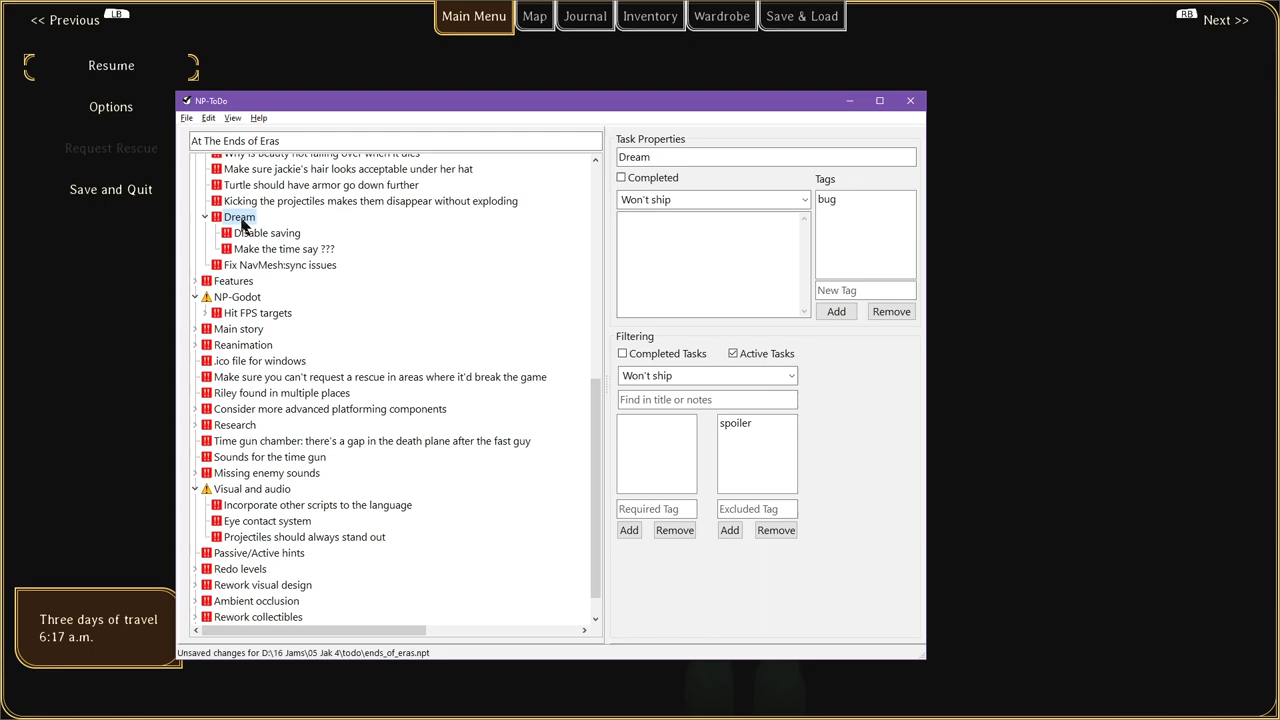 << Previous LB
Main Menu
Map
Journal
Inventory
Wardrobe
Save & Load
RB Next >>
Resume
Options
Request Rescue
Save and Quit
Three days of travel
6:17 a.m.
NP-ToDo
File Edit View Help
At The Ends of Eras
Why is Beauty not falling over when it dies
Make sure jackie's hair looks acceptable under her hat
Turtle should have armor go down further
Kicking the projectiles makes them disappear without exploding
Dream
Disable saving
Make the time say ???
Fix NavMesh:sync issues
Features
NP-Godot
Hit FPS targets
Main story
Reanimation
.ico file for windows
Make sure you can't request a rescue in areas where it'd break the game
Riley found in multiple places
Consider more advanced platforming components
Research
Time gun chamber: there's a gap in the death plane after the fast guy
Sounds for the time gun
Missing enemy sounds
Visual and audio
Incorporate other scripts to the language
Eye contact system
Projectiles should always stand out
Passive/Active hints
Redo levels
Rework visual design
Ambient occlusion
Rework collectibles
Unsaved changes for D:\16 Jams\05 Jak 4\todo\ends_of_eras.npt
Task Properties
Dream
Completed
Tags
Won't ship
bug
New Tag
Add Remove
Filtering
Completed Tasks Active Tasks
Won't ship
Find in title or notes
spoiler
Required Tag Excluded Tag
Add Remove Add Remove